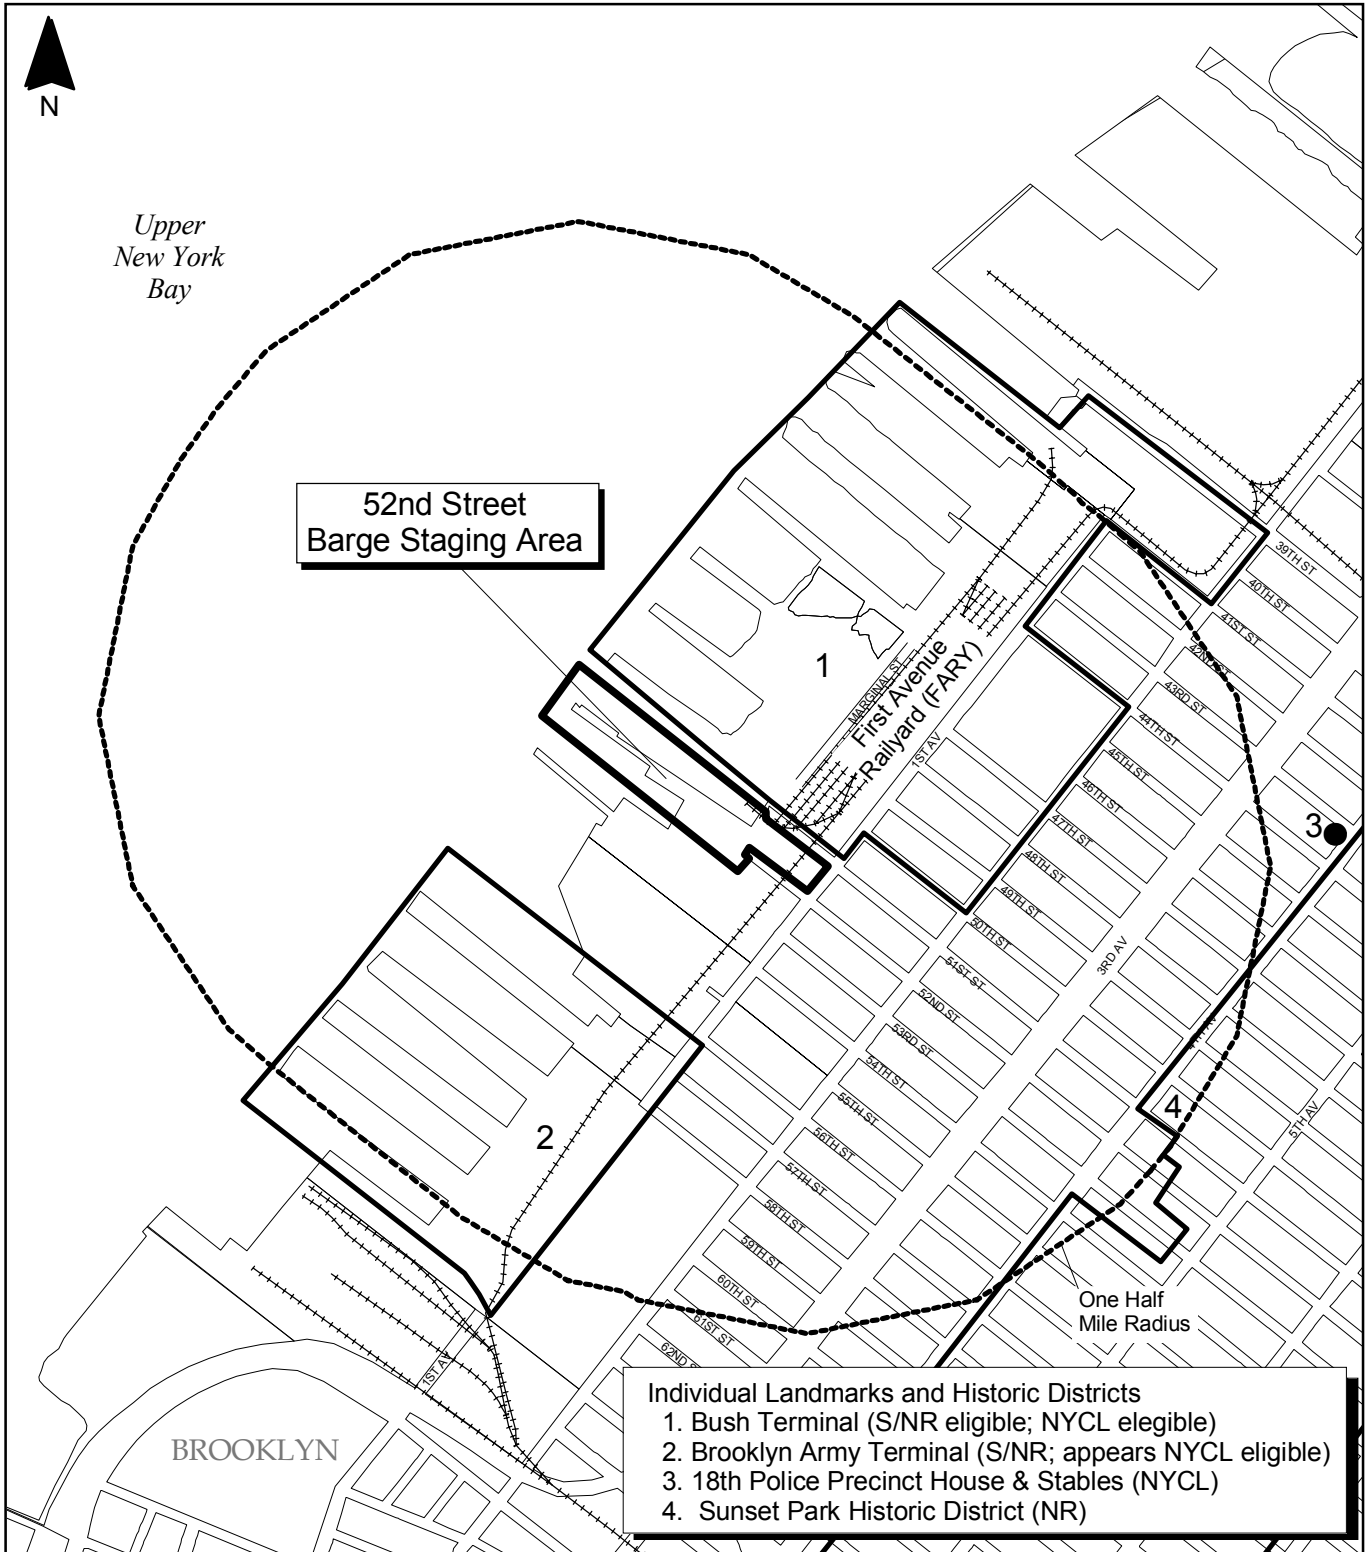 N
Upper
New York
Bay
52nd Street
Barge Staging Area
1
MARGINAL ST
First Avenue
Railyard (FARY)
1ST AV
39TH ST
40TH ST
41ST ST
42ND ST
43RD ST
44TH ST
45TH ST
46TH ST
47TH ST
48TH ST
49TH ST
50TH ST
51ST ST
52ND ST
53RD ST
54TH ST
55TH ST
56TH ST
57TH ST
58TH ST
59TH ST
60TH ST
61ST ST
62ND S
3RD AV
5TH AV
3
4
2
1ST AV
One Half
Mile Radius
BROOKLYN
Individual Landmarks and Historic Districts
1. Bush Terminal (S/NR eligible; NYCL elegible)
2. Brooklyn Army Terminal (S/NR; appears NYCL eligible)
3. 18th Police Precinct House & Stables (NYCL)
4. Sunset Park Historic District (NR)